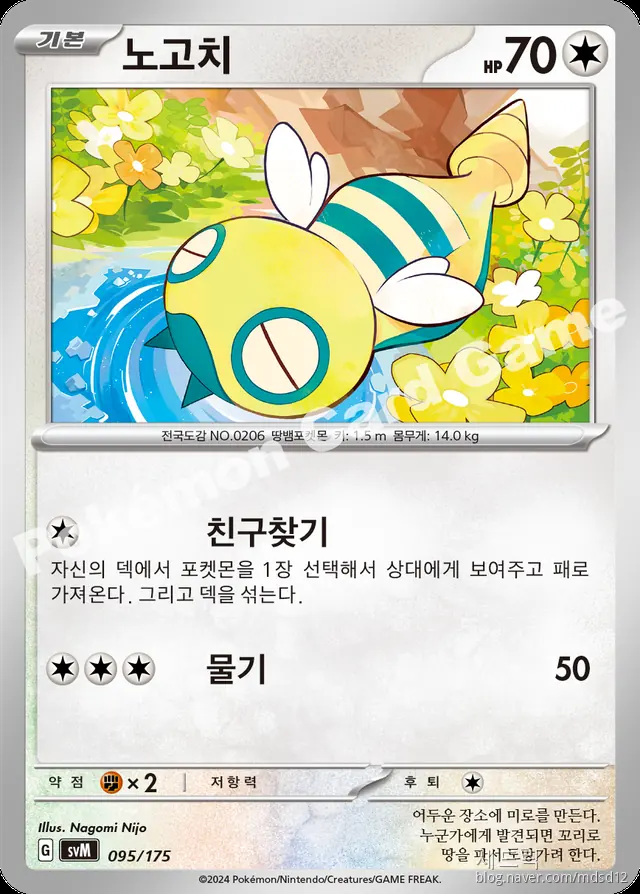 기본
노고치
HP70
전국도감 NO.0206 땅뱀포켓몬 키: 1.5 m 몸무게: 14.0 kg
Pokémon Card Game
친구찾기
자신의 덱에서 포켓몬을 1장 선택해서 상대에게 보여주고 패로
가져온다. 그리고 덱을 섞는다.
물기 50
약점 ×2 저항력 후퇴
어두운 장소에 미로를 만든다.
누군가에게 발견되면 꼬리로
땅을 파서 도망가려 한다.
Illus. Nagomi Nijo
G svM 095/175
blog.naver.com/mdsd12
©2024 Pokémon/Nintendo/Creatures/GAME FREAK.